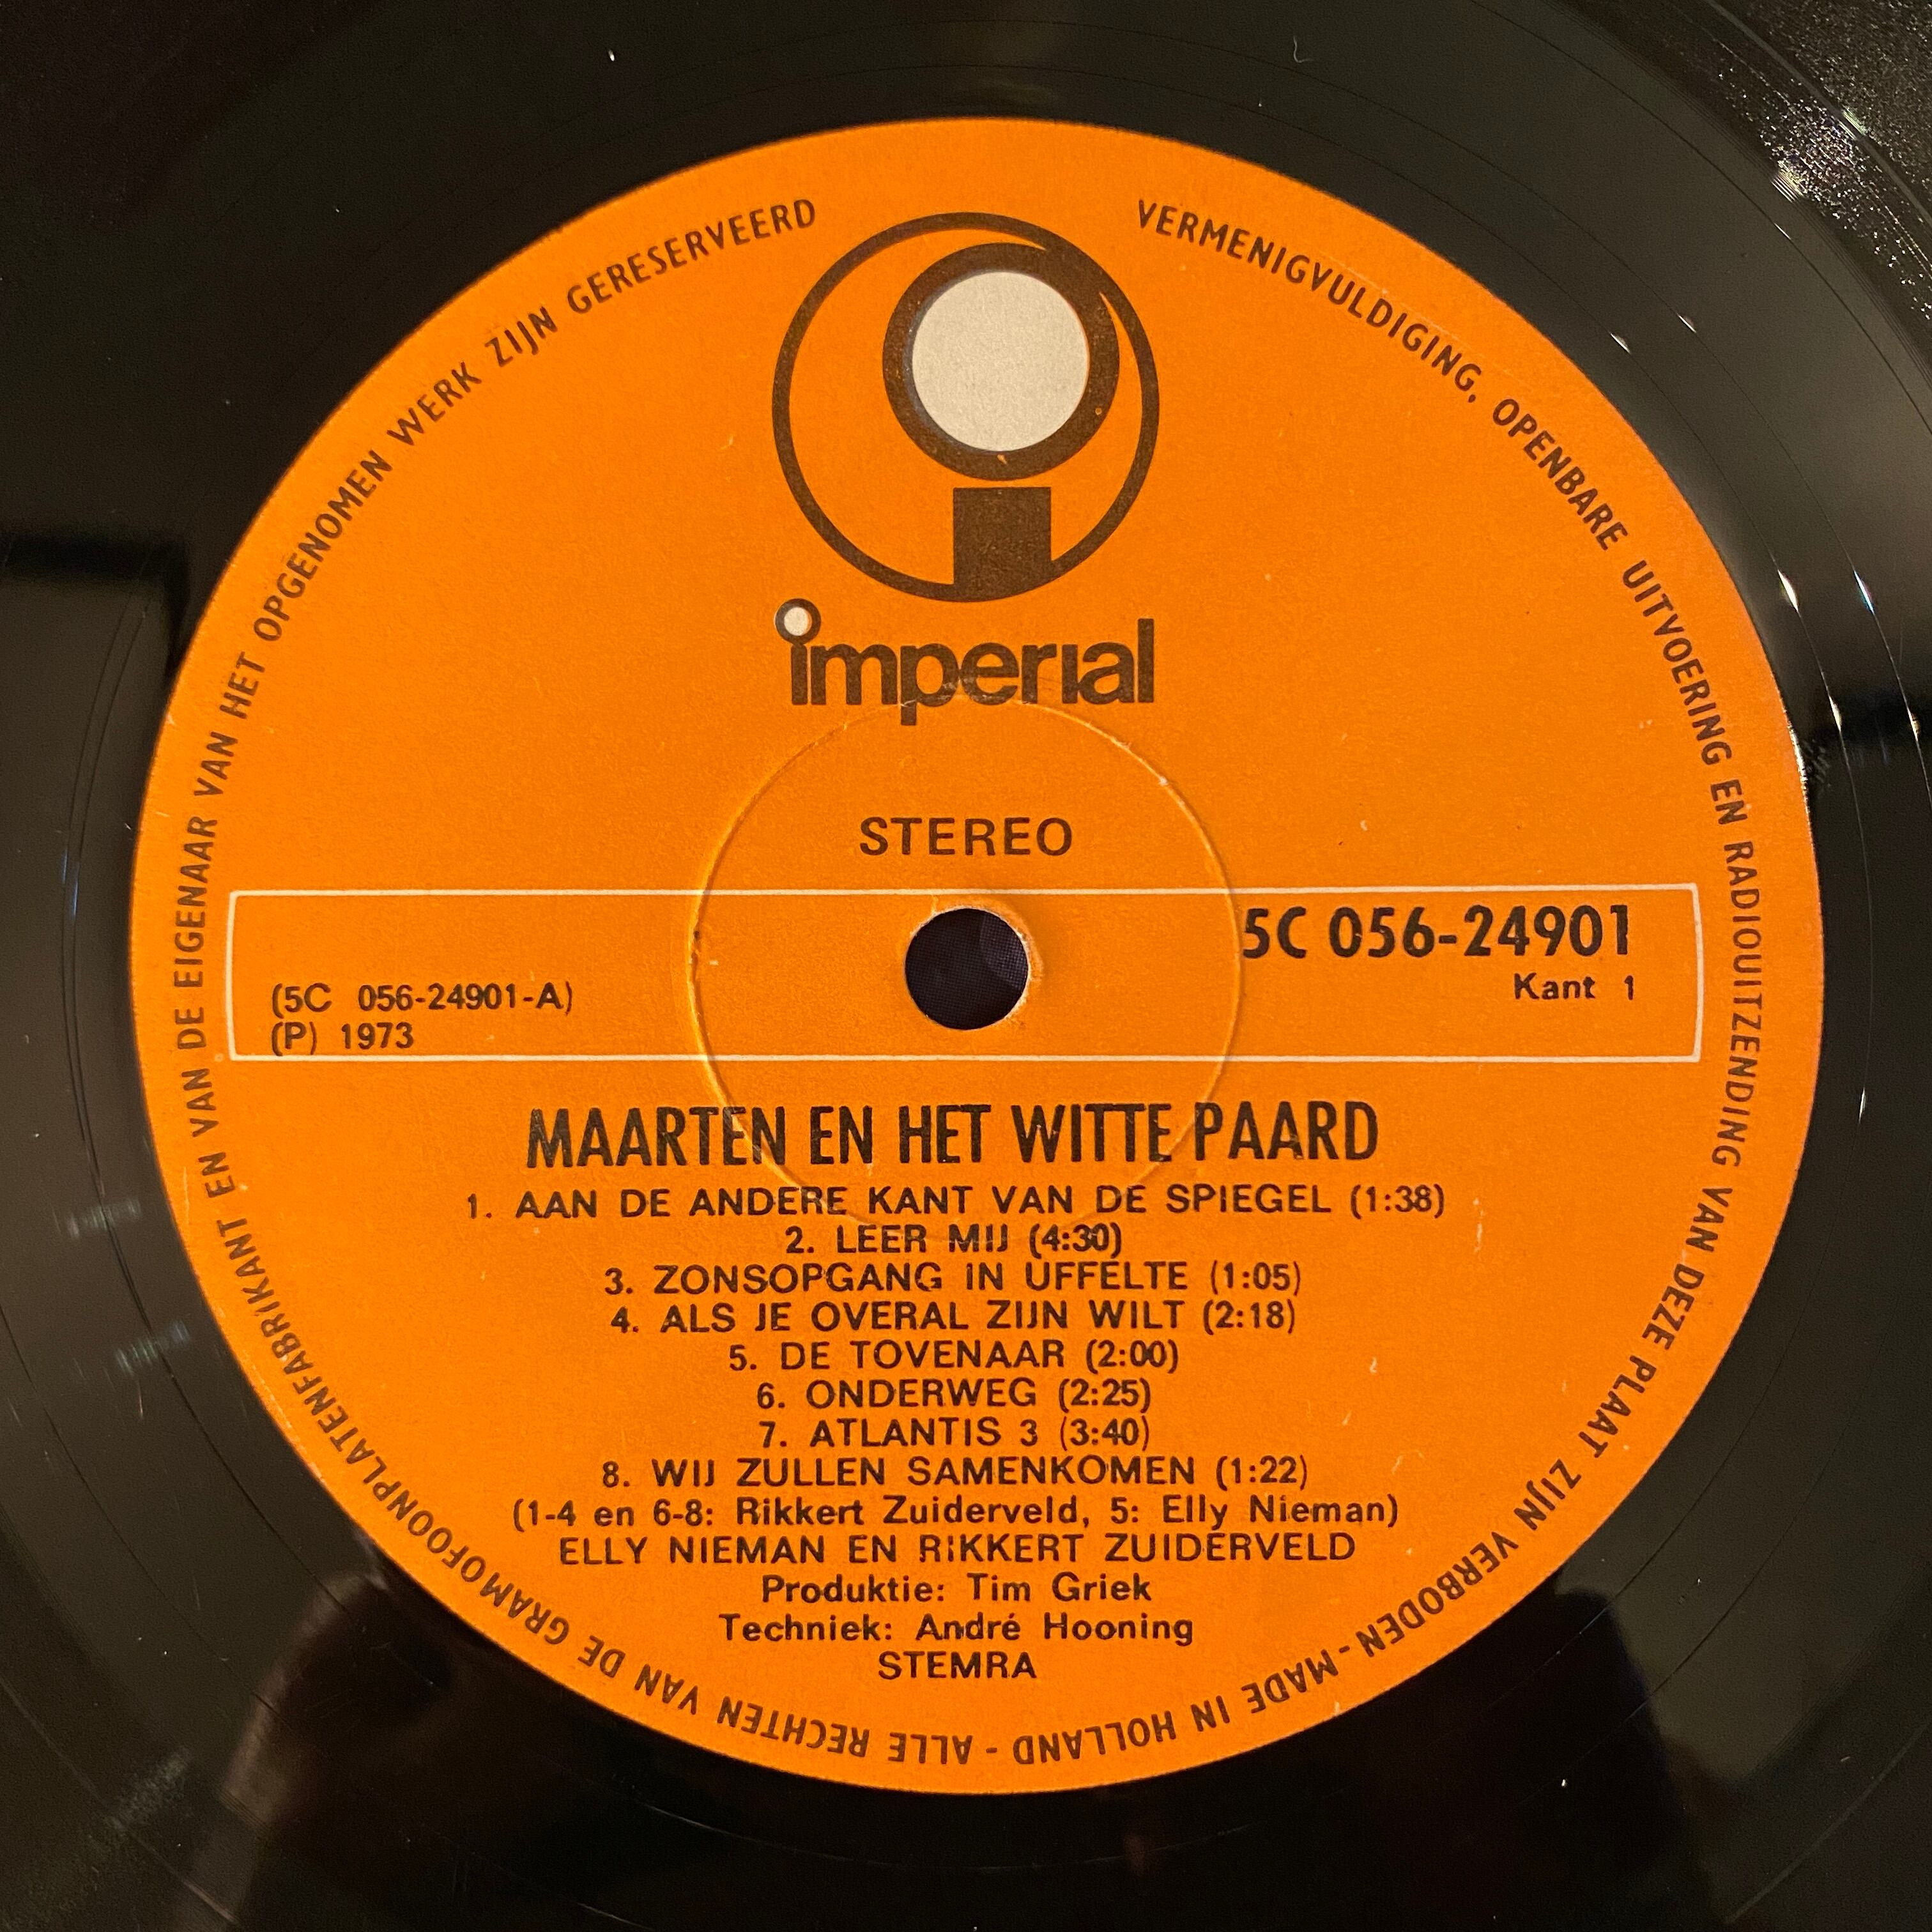 VERMENIGVULDIGING, OPENBARE UITVOERING EN RADIOUITZENDING VAN DEZE PLAAT ZIJN VERBODEN - MADE IN HOLLAND - ALLE RECHTEN VAN DE GRAMOFOONPLATENFABRIKANT EN VAN DE EIGENAAR VAN HET OPGENOMEN WERK ZIJN GERESERVEERD
imperial
STEREO
5C 056-24901
Kant 1
(5C 056-24901-A)
(P) 1973
MAARTEN EN HET WITTE PAARD
1. AAN DE ANDERE KANT VAN DE SPIEGEL (1:38)
2. LEER MIJ (4:30)
3. ZONSOPGANG IN UFFELTE (1:05)
4. ALS JE OVERAL ZIJN WILT (2:18)
5. DE TOVENAAR (2:00)
6. ONDERWEG (2:25)
7. ATLANTIS 3 (3:40)
8. WIJ ZULLEN SAMENKOMEN (1:22)
(1-4 en 6-8: Rikkert Zuiderveld, 5: Elly Nieman)
ELLY NIEMAN EN RIKKERT ZUIDERVELD
Produktie: Tim Griek
Techniek: André Hooning
STEMRA